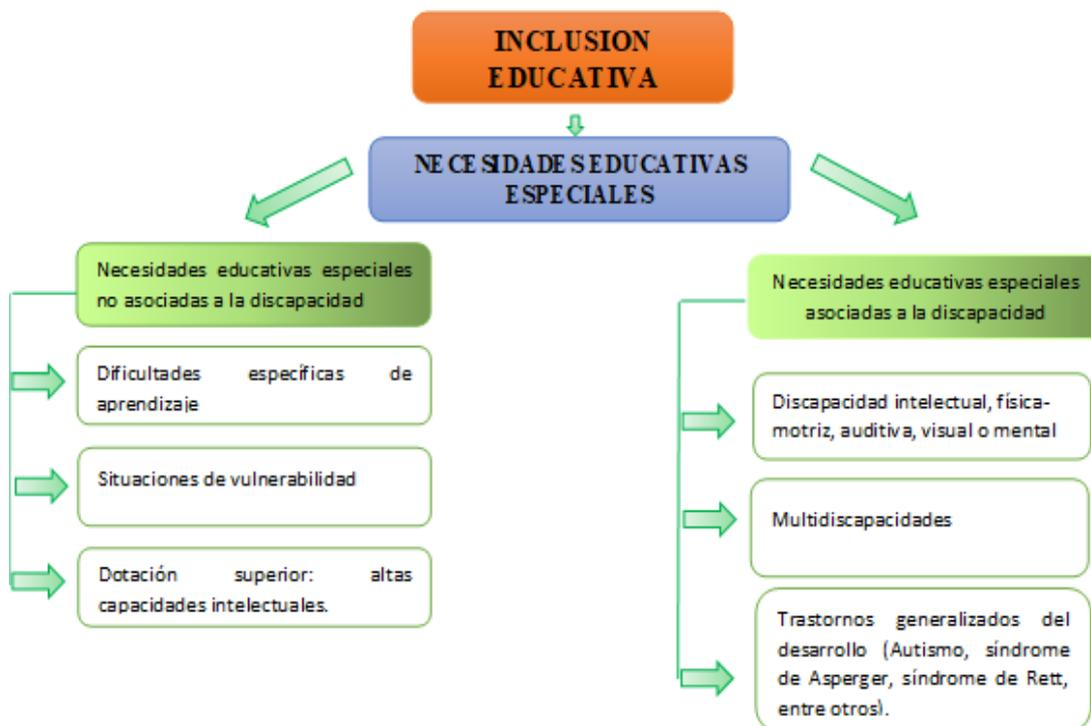 INCLUSION
EDUCATIVA
NECESIDADES EDUCATIVAS
ESPECIALES
Necesidades educativas especiales
no asociadas a la discapacidad
Dificultades específicas de
aprendizaje
Situaciones de vulnerabilidad
Dotación superior: altas
capacidades intelectuales.
Necesidades educativas especiales
asociadas a la discapacidad
Discapacidad intelectual, física-
motriz, auditiva, visual o mental
Multidiscapacidades
Trastornos generalizados del
desarrollo (Autismo, síndrome
de Asperger, síndrome de Rett,
entre otros).